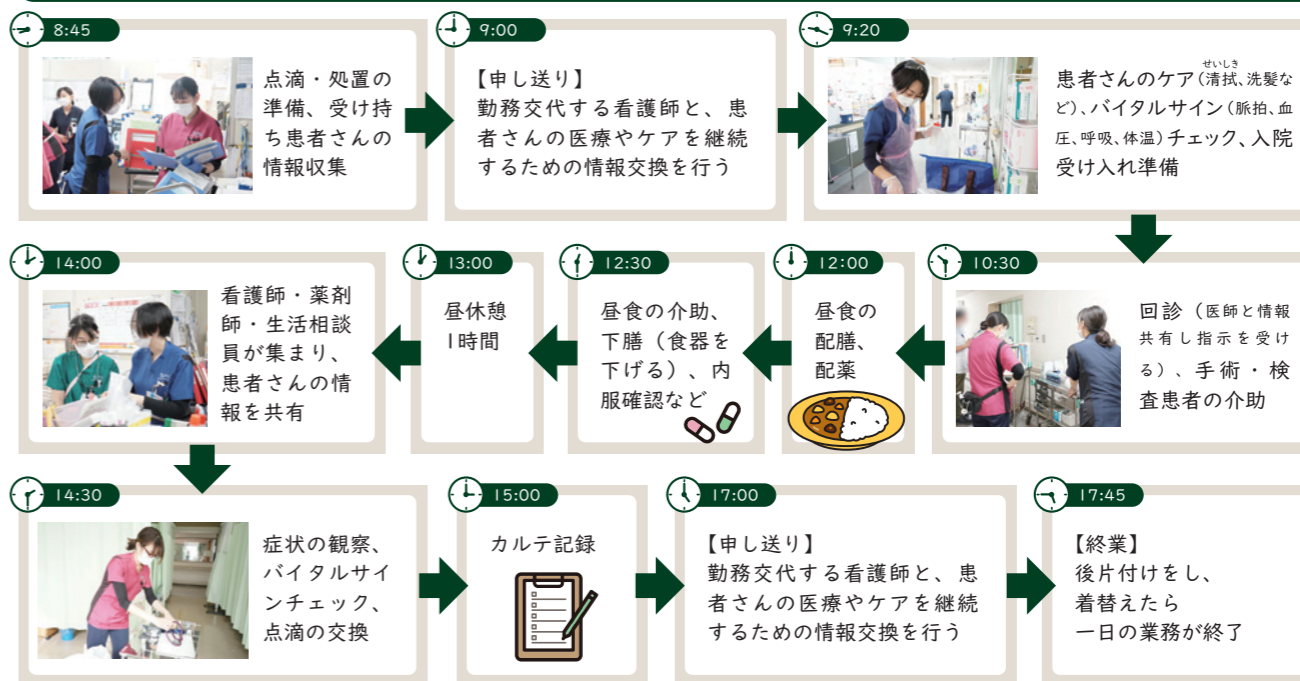 8:45
点滴・処置の
準備、受け持
ち患者さんの
情報収集
9:00
【申し送り】
勤務交代する看護師と、患
者さんの医療やケアを継続
するための情報交換を行う
9:20
せいしき
患者さんのケア(清拭、洗髪な
ど)、バイタルサイン(脈拍、血
圧、呼吸、体温)チェック、入院
受け入れ準備
10:30
回診(医師と情報
共有し指示を受け
る)、手術・検
査患者の介助
12:00
昼食の
配膳、
配薬
12:30
昼食の介助、
下膳(食器を
下げる)、内
服確認など
13:00
昼休憩
1時間
14:00
看護師・薬剤
師・生活相談
員が集まり、
患者さんの情
報を共有
14:30
症状の観察、
バイタルサイ
ンチェック、
点滴の交換
15:00
カルテ記録
17:00
【申し送り】
勤務交代する看護師と、患
者さんの医療やケアを継続
するための情報交換を行う
17:45
【終業】
後片付けをし、
着替えたら
一日の業務が終了